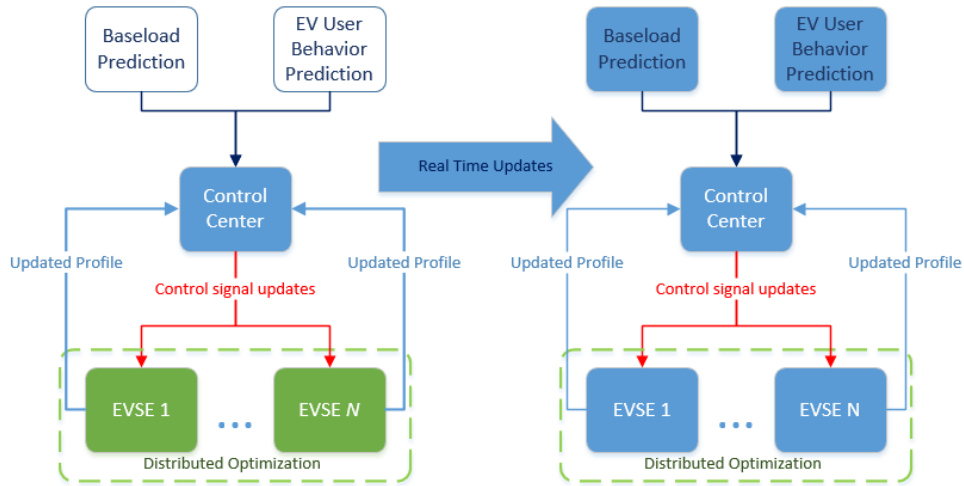 Baseload
Prediction
EV User
Behavior
Prediction
Control
Center
Updated Profile
Updated Profile
Control signal updates
EVSE 1
...
EVSE N
Distributed Optimization
Real Time Updates
Baseload
Prediction
EV User
Behavior
Prediction
Control
Center
Updated Profile
Updated Profile
Control signal updates
EVSE 1
...
EVSE N
Distributed Optimization